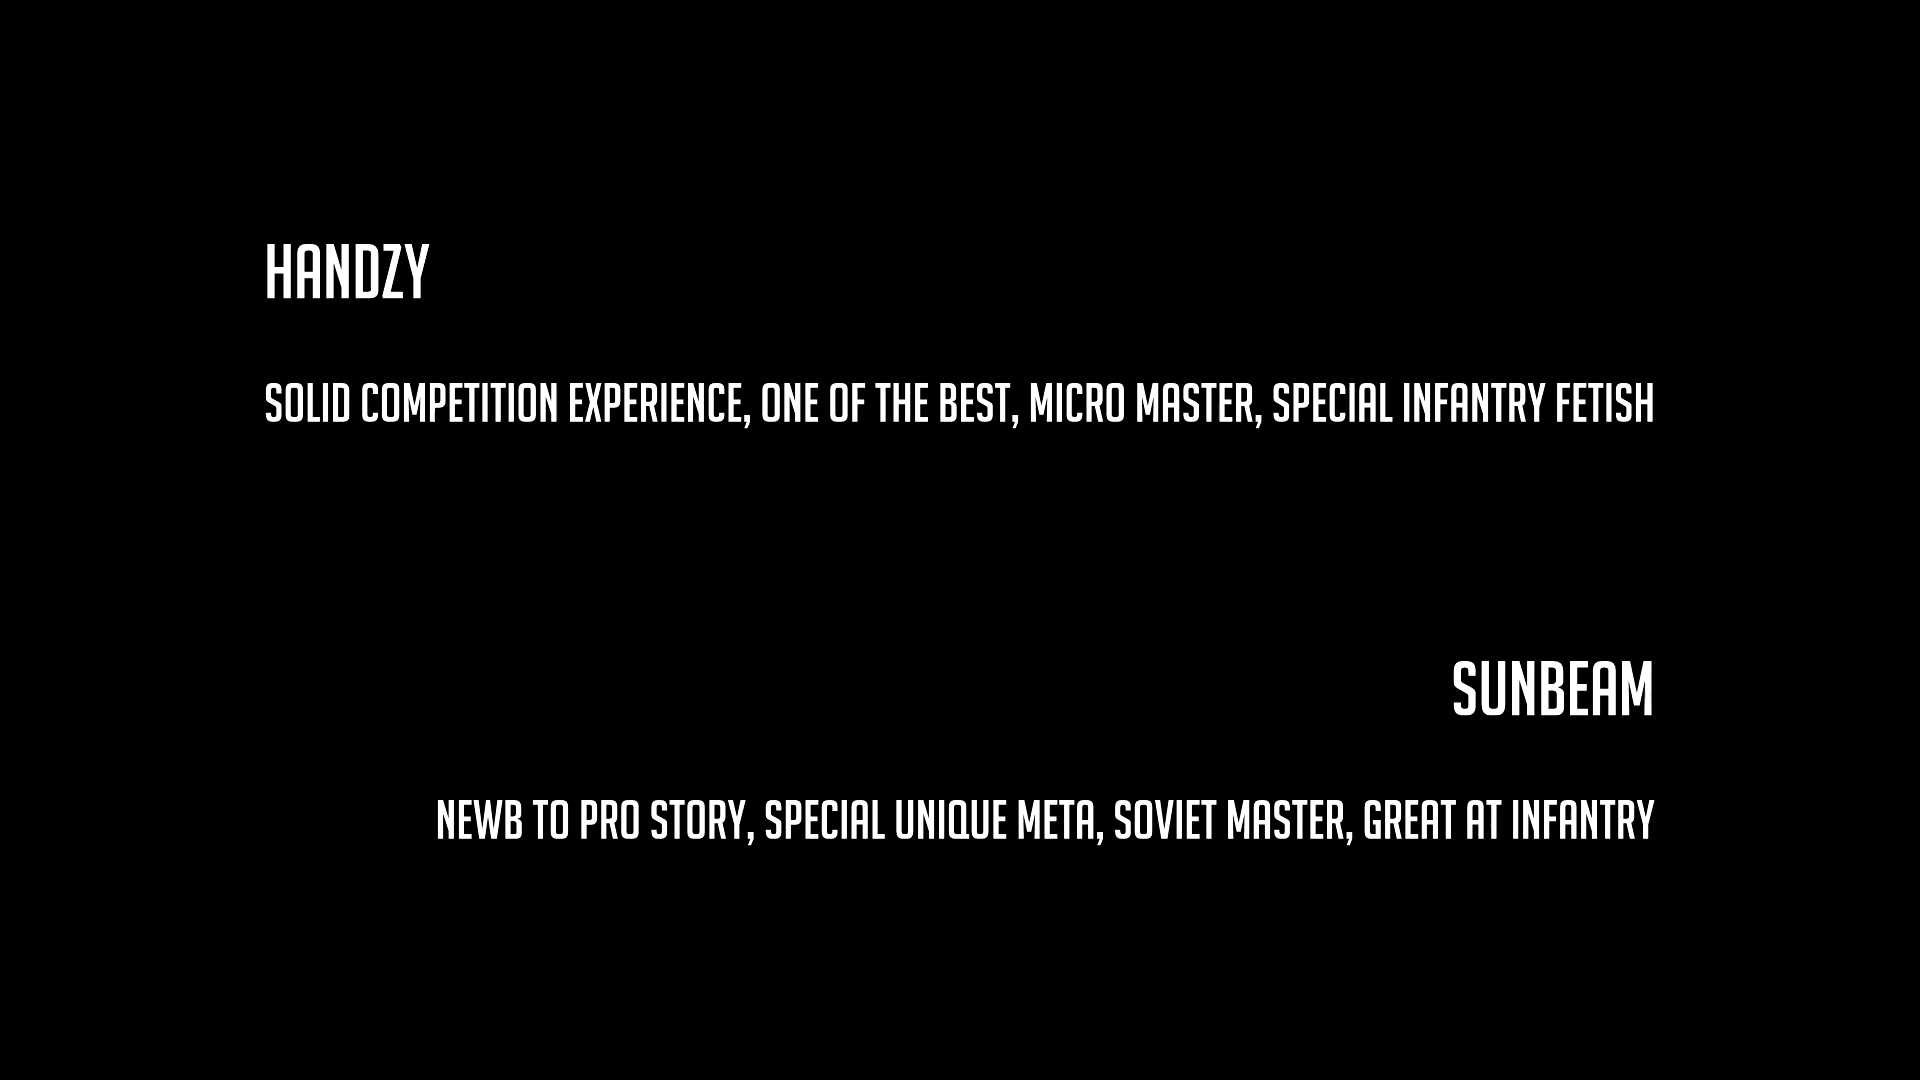 HANDZY
SOLID COMPETITION EXPERIENCE, ONE OF THE BEST, MICRO MASTER, SPECIAL INFANTRY FETISH
SUNBEAM
NEWB TO PRO STORY, SPECIAL UNIQUE META, SOVIET MASTER, GREAT AT INFANTRY